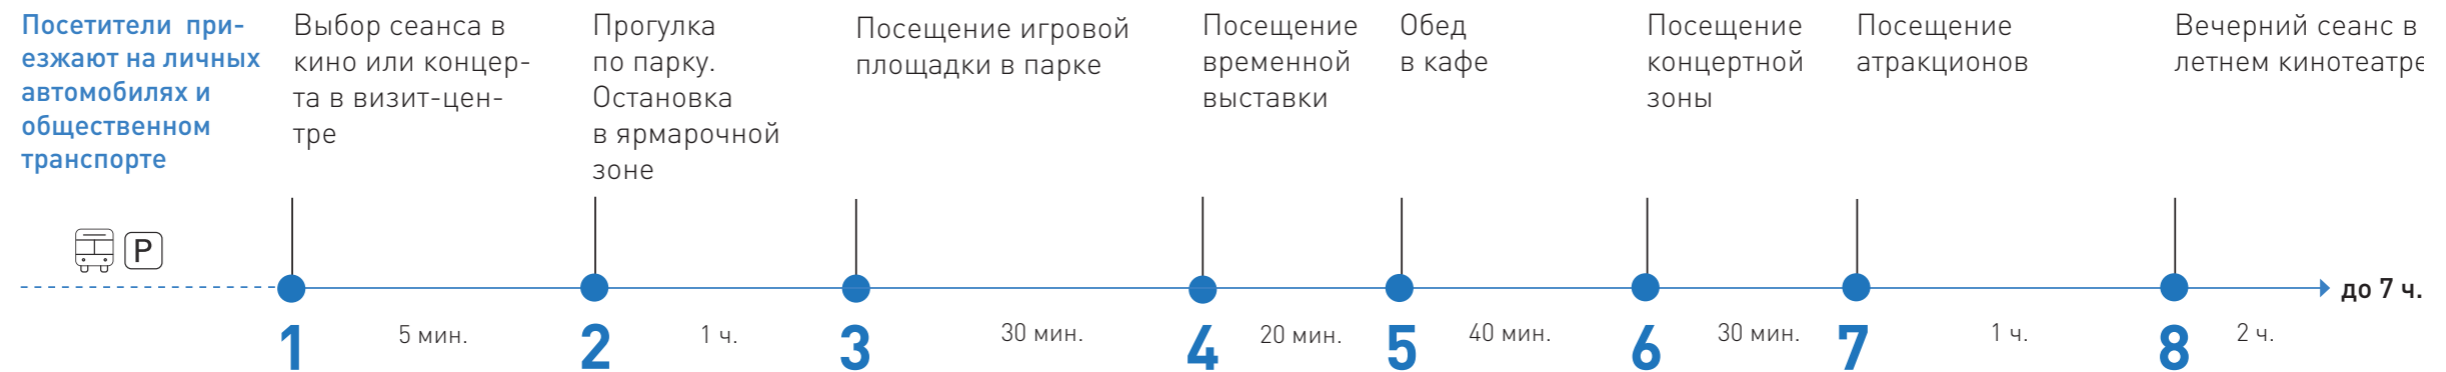 Посетители при-
езжают на личных
автомобилях и
общественном
транспорте
Выбор сеанса в
кино или концер-
та в визит-цен-
тре
Прогулка
по парку.
Остановка
в ярмарочной
зоне
Посещение игровой
площадки в парке
Посещение
временной
выставки
Обед
в кафе
Посещение
концертной
зоны
Посещение
атракционов
Вечерний сеанс в
летнем кинотеатре
P
до 7 ч.
1
5 мин.
2
1 ч.
3
30 мин.
4
20 мин.
5
40 мин.
6
30 мин.
7
1 ч.
8
2 ч.